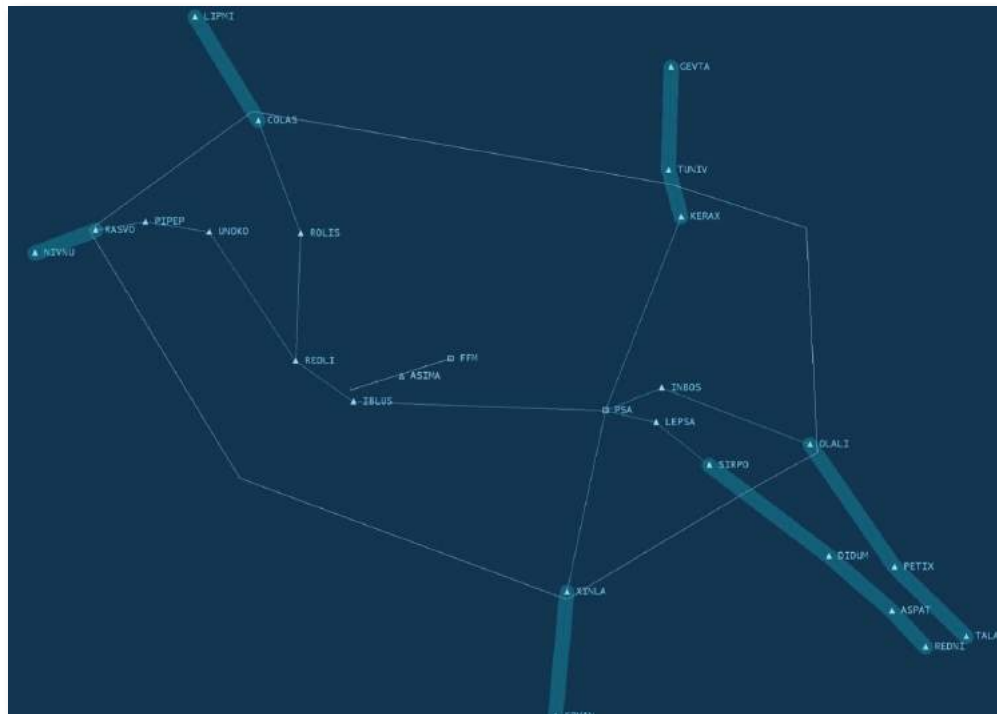 LIPMI
GEVTA
COLAS
TUNIV
KERAX
PIPEP
RASVO
UNOKO
ROLIS
NIVNU
FFM
REDLI
ASIMA
INBOS
IBLUS
PSA
LEPSA
OLALI
SIRPO
DIDUM
PETIX
XINLA
ASPAT
TALA
REDNI